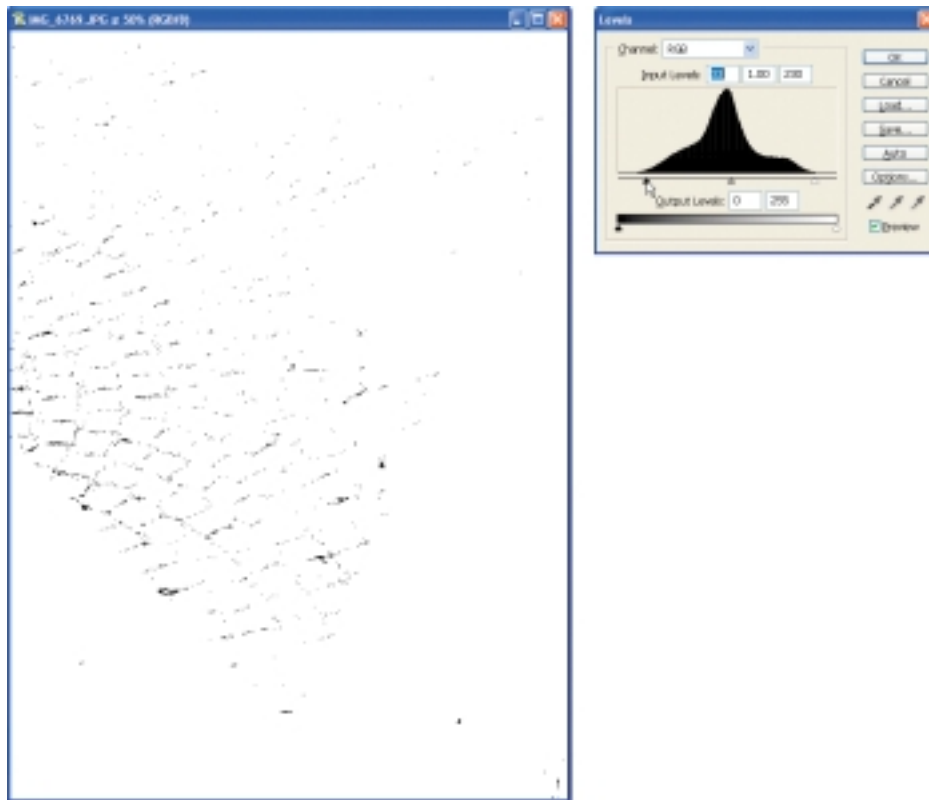 IMG_6769.JPG @ 50% (RGB/8)
Levels
Channel: RGB
Input Levels: 1.00 230
Output Levels: 0 255
OK
Cancel
Load...
Save...
Auto
Options...
Preview